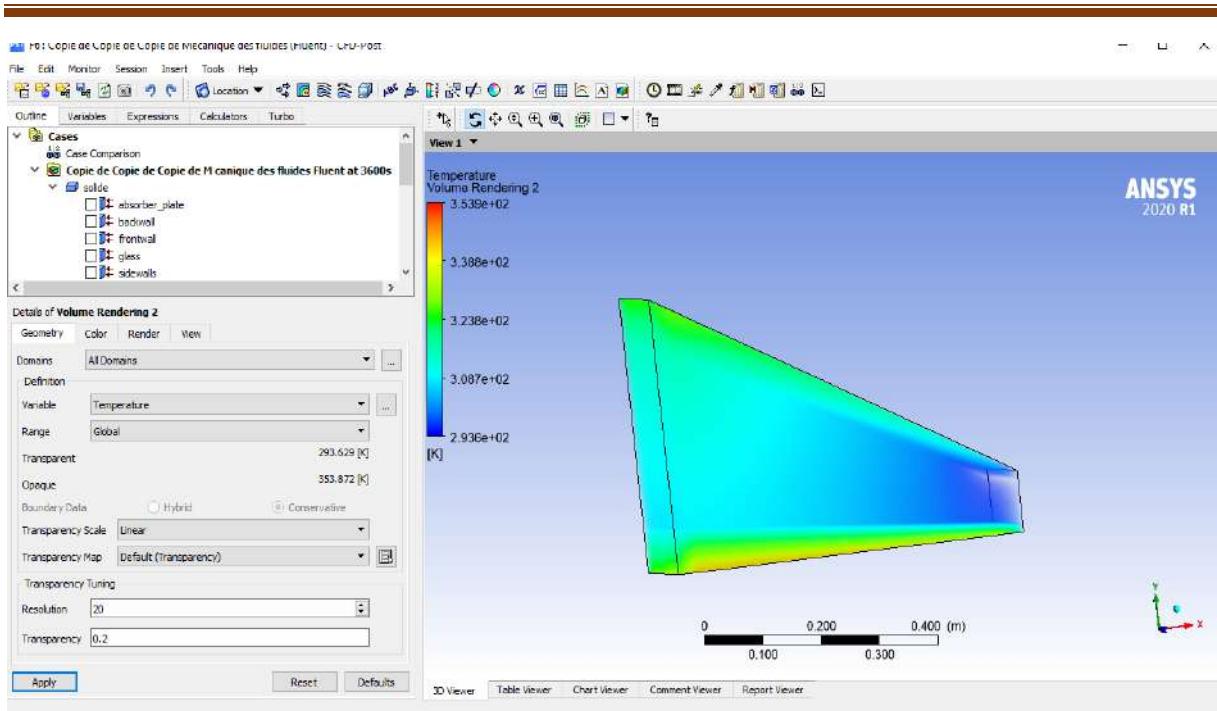 F6 : Copie de Copie de Copie de Mécanique des fluides (Fluent) - CFD-Post
File Edit Monitor Session Insert Tools Help
Location
Outline Variables Expressions Calculators Turbo
Cases
Case Comparison
Copie de Copie de Copie de M canique des fluides Fluent at 3600s
solde
absorber_plate
backwall
frontwal
glass
sidewalls
Details of Volume Rendering 2
Geometry Color Render View
Domains All Domains ...
Definition
Variable Temperature ...
Range Global
Transparent 293.629 [K]
Opaque 353.872 [K]
Boundary Data Hybrid Conservative
Transparency Scale Linear
Transparency Map Default (Transparency)
Transparency Tuning
Resolution 20
Transparency 0.2
Apply Reset Defaults
View 1
Temperature
Volume Rendering 2
3.539e+02
3.388e+02
3.238e+02
3.087e+02
2.936e+02
[K]
ANSYS
2020 R1
0 0.200 0.400 (m)
0.100 0.300
Y
X
3D Viewer Table Viewer Chart Viewer Comment Viewer Report Viewer